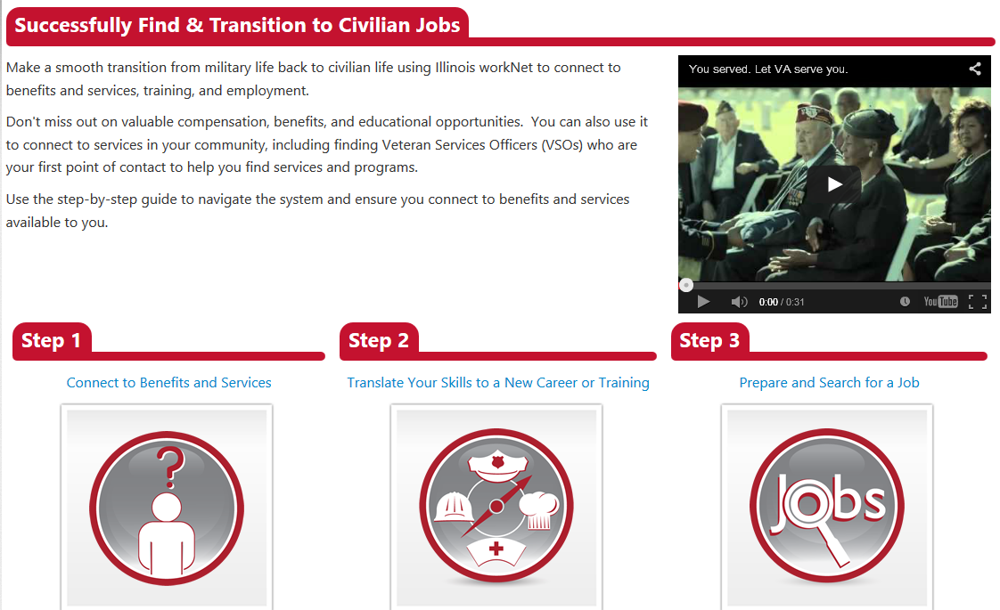 Successfully Find & Transition to Civilian Jobs
Make a smooth transition from military life back to civilian life using Illinois workNet to connect to
benefits and services, training, and employment.
Don't miss out on valuable compensation, benefits, and educational opportunities.  You can also use it
to connect to services in your community, including finding Veteran Services Officers (VSOs) who are
your first point of contact to help you find services and programs.
Use the step-by-step guide to navigate the system and ensure you connect to benefits and services
available to you.
You served. Let VA serve you.
0:00 / 0:31
YouTube
Step 1
Connect to Benefits and Services
?
Step 2
Translate Your Skills to a New Career or Training
Step 3
Prepare and Search for a Job
Jobs